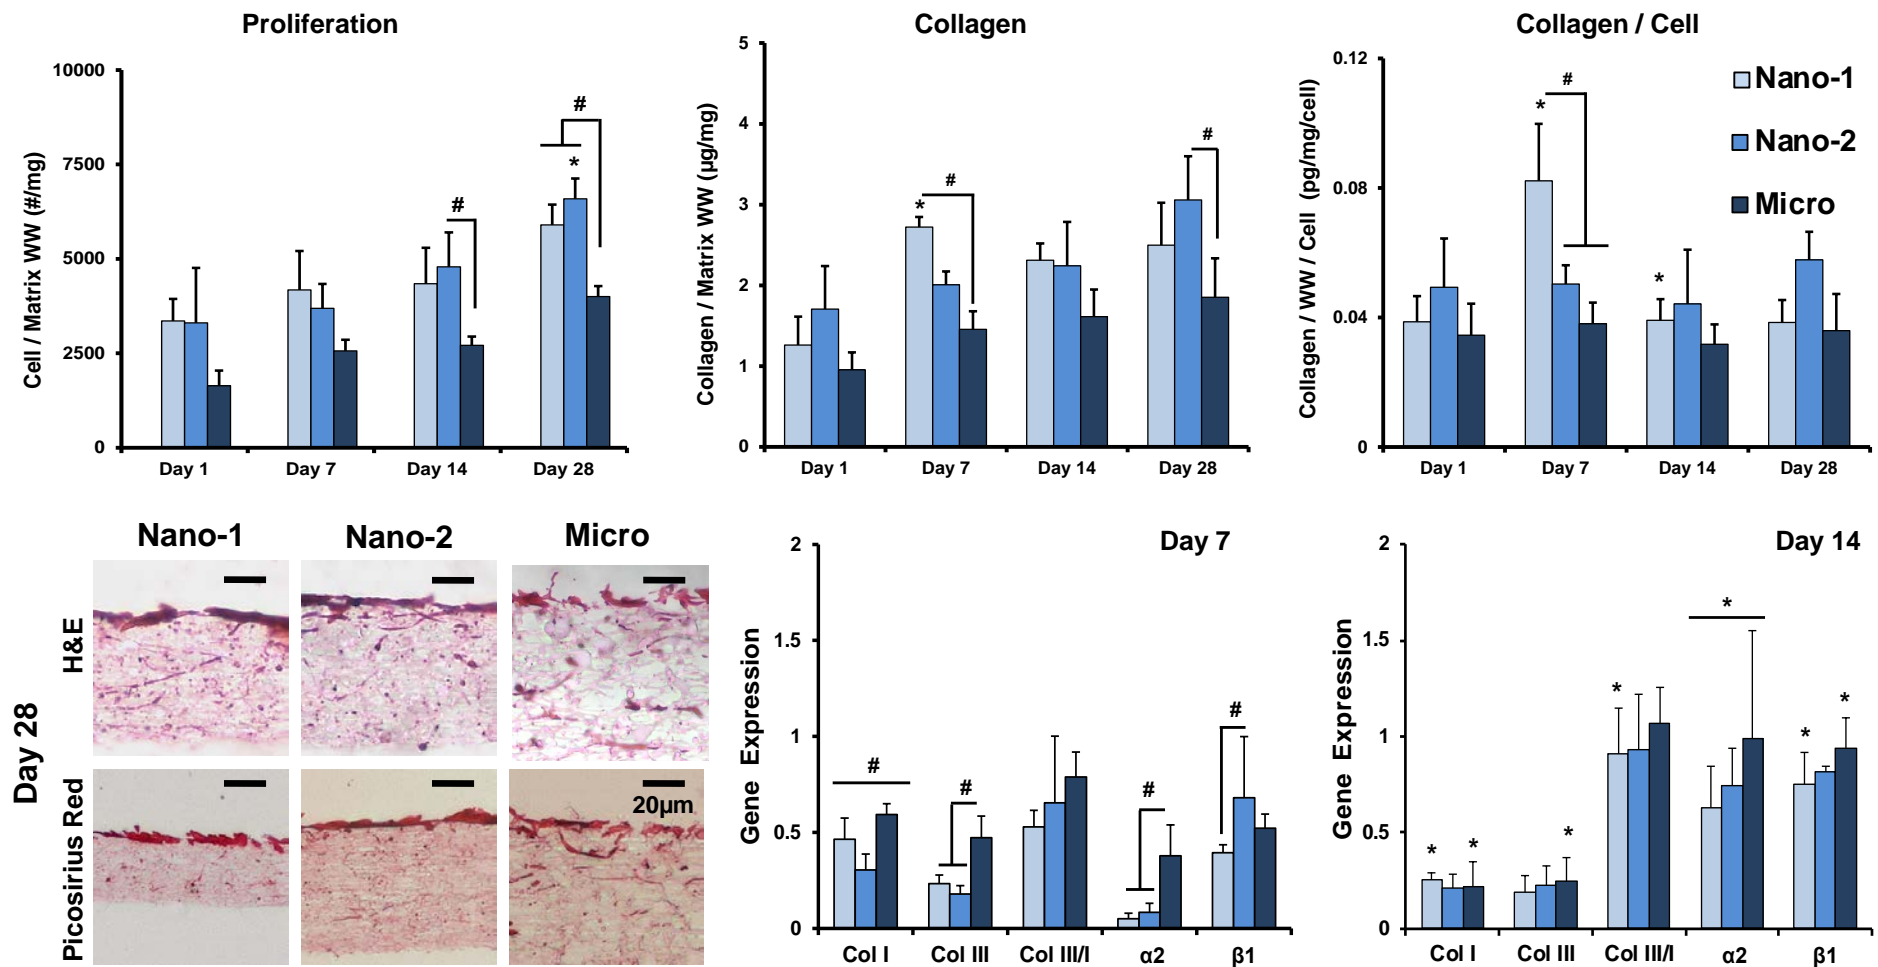 Proliferation
Cell / Matrix WW (#/mg)
10000
7500
5000
2500
0
#
*
#
Day 1 Day 7 Day 14 Day 28
Collagen
Collagen / Matrix WW (µg/mg)
5
4
3
2
1
0
#
*
#
Day 1 Day 7 Day 14 Day 28
Collagen / Cell
Collagen / WW / Cell (pg/mg/cell)
0.12
0.08
0.04
0
#
*
*
Day 1 Day 7 Day 14 Day 28
Nano-1
Nano-2
Micro
Nano-1 Nano-2 Micro
Day 28
H&E
Picosirius Red
20µm
Day 7
Gene Expression
2
1.5
1
0.5
0
# # # #
Col I Col III Col III/I α2 β1
Day 14
Gene Expression
2
1.5
1
0.5
0
* * * * * * *
Col I Col III Col III/I α2 β1